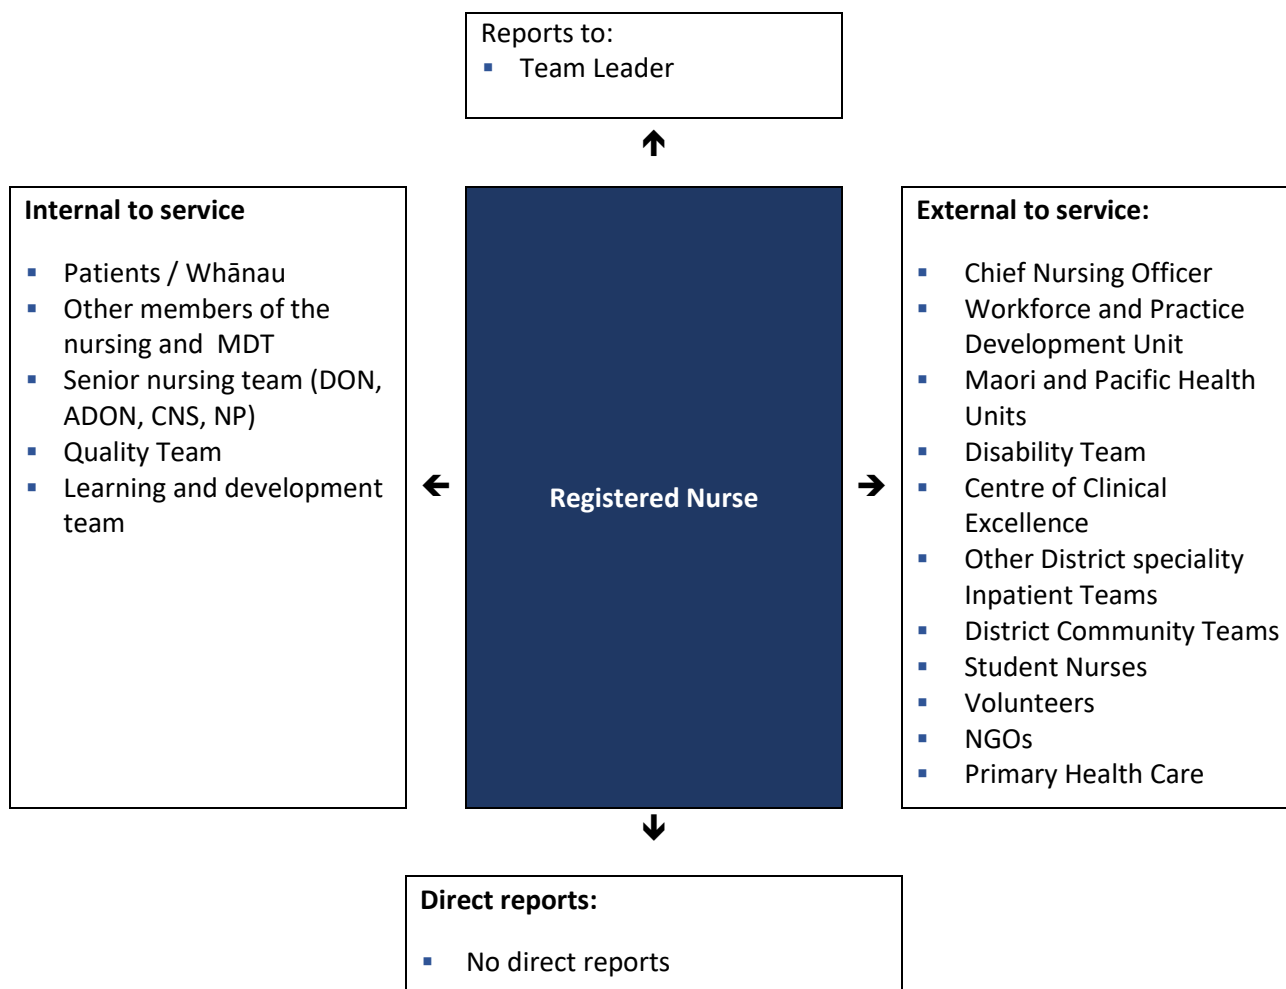 Reports to:
▪ Team Leader
Internal to service
▪ Patients / Whānau
▪ Other members of the
nursing and  MDT
▪ Senior nursing team (DON,
ADON, CNS, NP)
▪ Quality Team
▪ Learning and development
team
Registered Nurse
External to service:
▪ Chief Nursing Officer
▪ Workforce and Practice
Development Unit
▪ Maori and Pacific Health
Units
▪ Disability Team
▪ Centre of Clinical
Excellence
▪ Other District speciality
Inpatient Teams
▪ District Community Teams
▪ Student Nurses
▪ Volunteers
▪ NGOs
▪ Primary Health Care
Direct reports:
▪ No direct reports